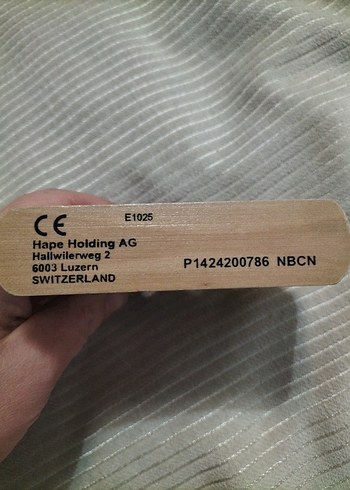 CE E1025
Hape Holding AG
Hallwilerweg 2
6003 Luzern
SWITZERLAND
P1424200786 NBCN